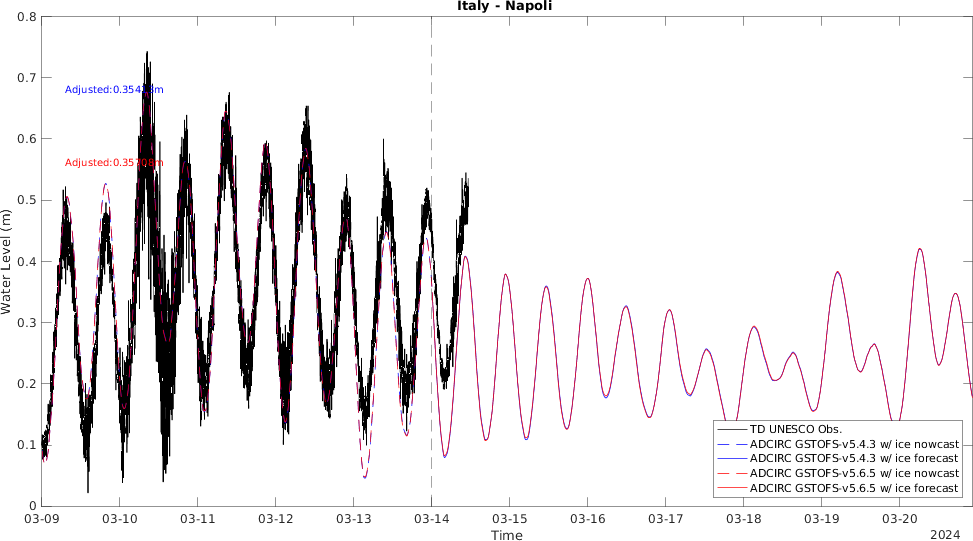 Italy - Napoli
0.8
0.7
0.6
0.5
0.4
0.3
0.2
0.1
0
Water Level (m)
Adjusted:0.35708m
TD UNESCO Obs.
ADCIRC GSTOFS-v5.4.3 w/ ice nowcast
ADCIRC GSTOFS-v5.4.3 w/ ice forecast
ADCIRC GSTOFS-v5.6.5 w/ ice nowcast
ADCIRC GSTOFS-v5.6.5 w/ ice forecast
03-09 03-10 03-11 03-12 03-13 03-14 03-15 03-16 03-17 03-18 03-19 03-20
Time
2024